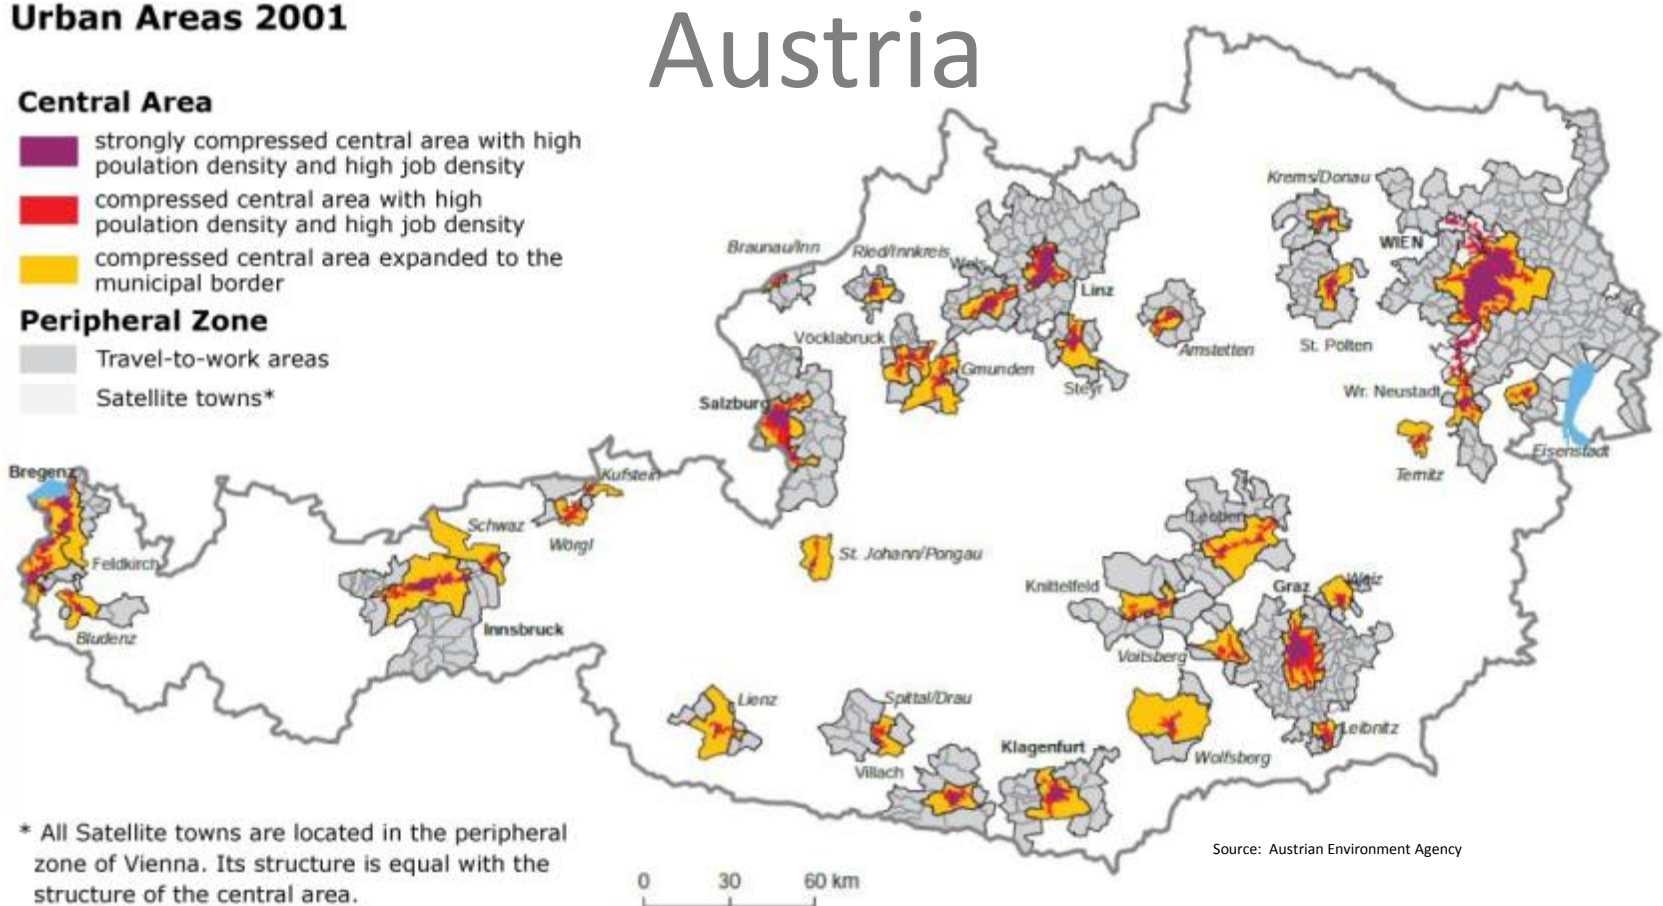 Urban Areas 2001
Austria
Central Area
strongly compressed central area with high
poulation density and high job density
compressed central area with high
poulation density and high job density
compressed central area expanded to the
municipal border
Peripheral Zone
Travel-to-work areas
Satellite towns*
Krems/Donau
WIEN
Braunau/Inn
Ried/Innkreis
Wels
Linz
Vöcklabruck
Amstetten
St. Pölten
Gmunden
Steyr
Wr. Neustadt
Salzburg
Eisenstadt
Ternitz
Bregenz
Kufstein
Schwaz
Wörgl
Leoben
St. Johann/Pongau
Feldkirch
Knittelfeld
Graz
Weiz
Bludenz
Innsbruck
Voitsberg
Lienz
Spittal/Drau
Leibnitz
Klagenfurt
Wolfsberg
Villach
* All Satellite towns are located in the peripheral
zone of Vienna. Its structure is equal with the
structure of the central area.
Source: Austrian Environment Agency
0 30 60 km